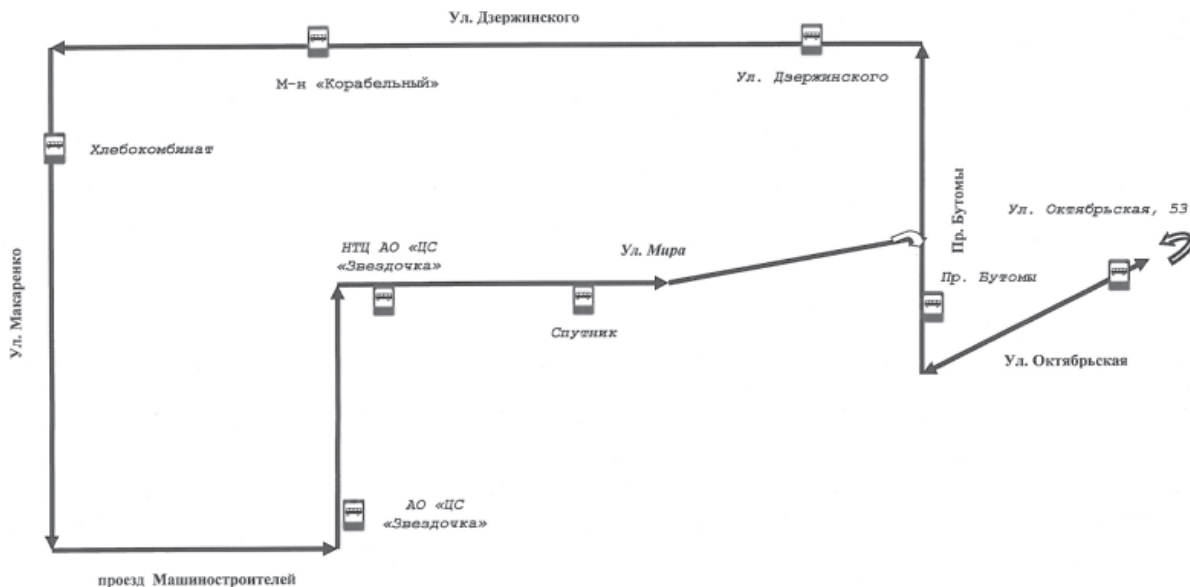 Ул. Дзержинского
М-н «Корабельный»
Ул. Дзержинского
Хлебокомбинат
Ул. Октябрьская, 53
Пр. Бутомы
НТЦ АО «ЦС
«Звездочка»
Ул. Мира
Пр. Бутомы
Ул. Макаренко
Спутник
Ул. Октябрьская
АО «ЦС
«Звездочка»
проезд Машиностроителей